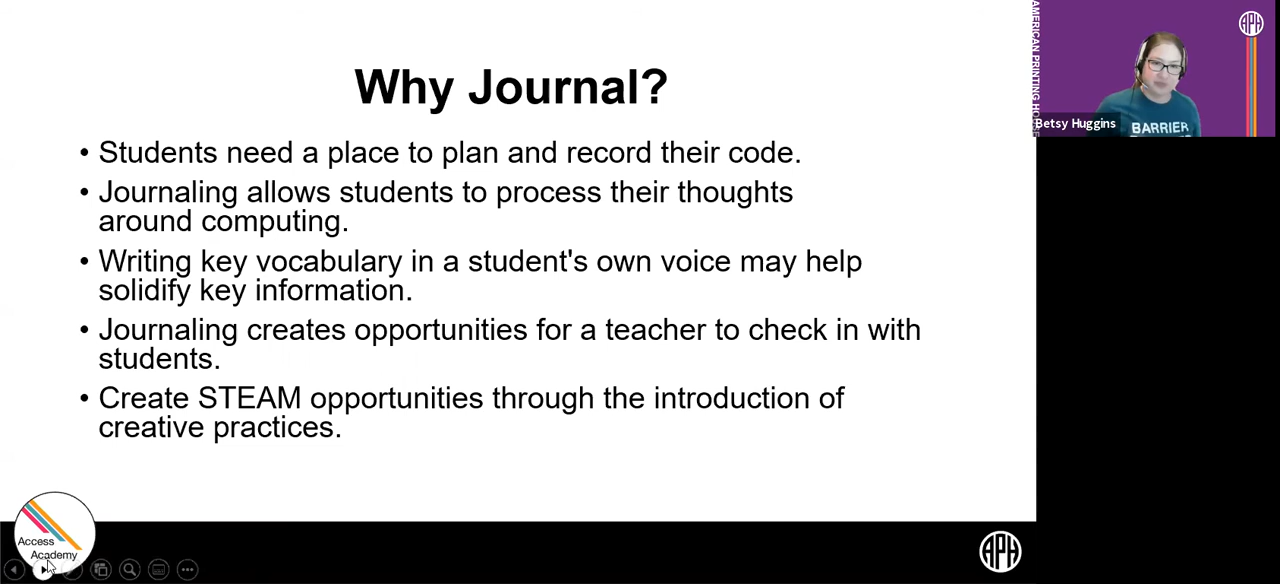 Why Journal?
• Students need a place to plan and record their code.
• Journaling allows students to process their thoughts
around computing.
• Writing key vocabulary in a student's own voice may help
solidify key information.
• Journaling creates opportunities for a teacher to check in with
students.
• Create STEAM opportunities through the introduction of
creative practices.
Access
Academy
APH
AMERICAN PRINTING HOUSE
APH
BARRIER
Betsy Huggins